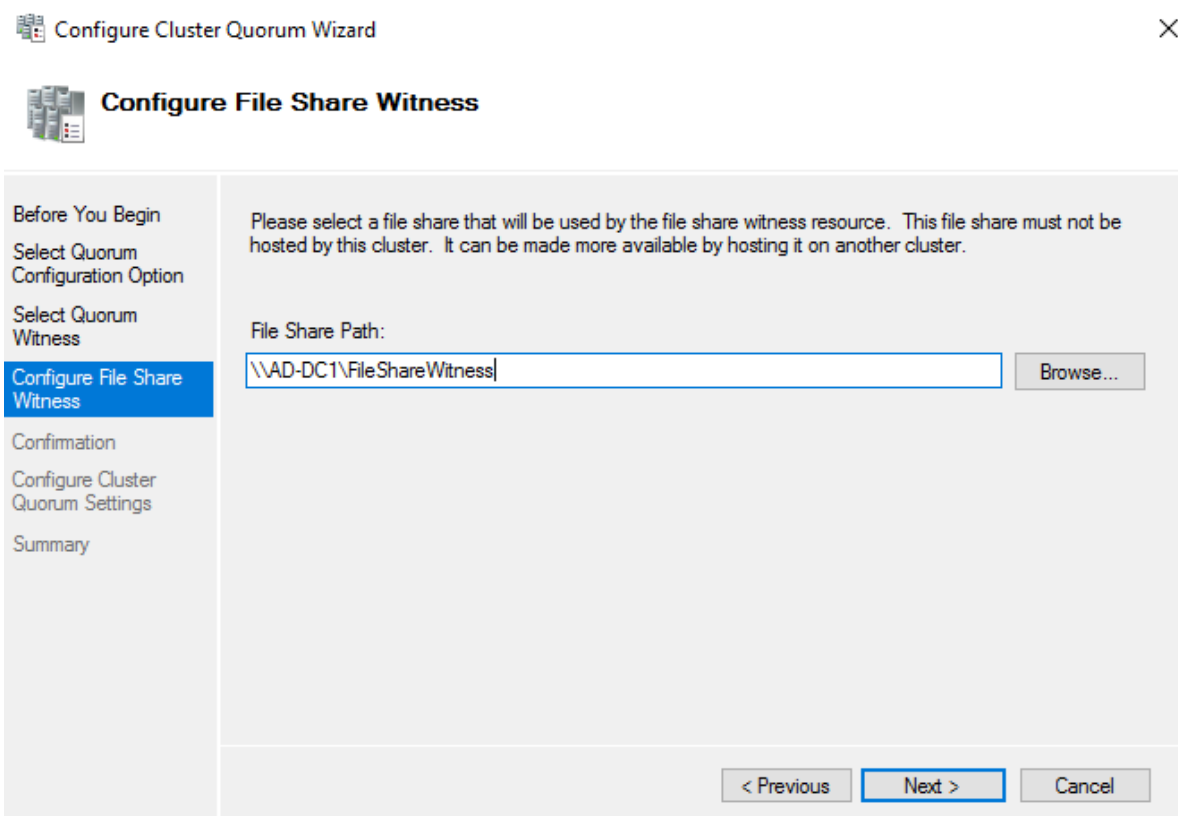 Configure Cluster Quorum Wizard
Configure File Share Witness
Before You Begin
Select Quorum
Configuration Option
Select Quorum
Witness
Configure File Share
Witness
Confirmation
Configure Cluster
Quorum Settings
Summary
Please select a file share that will be used by the file share witness resource.  This file share must not be
hosted by this cluster.  It can be made more available by hosting it on another cluster.
File Share Path:
\\AD-DC1\FileShareWitness
Browse...
< Previous
Next >
Cancel